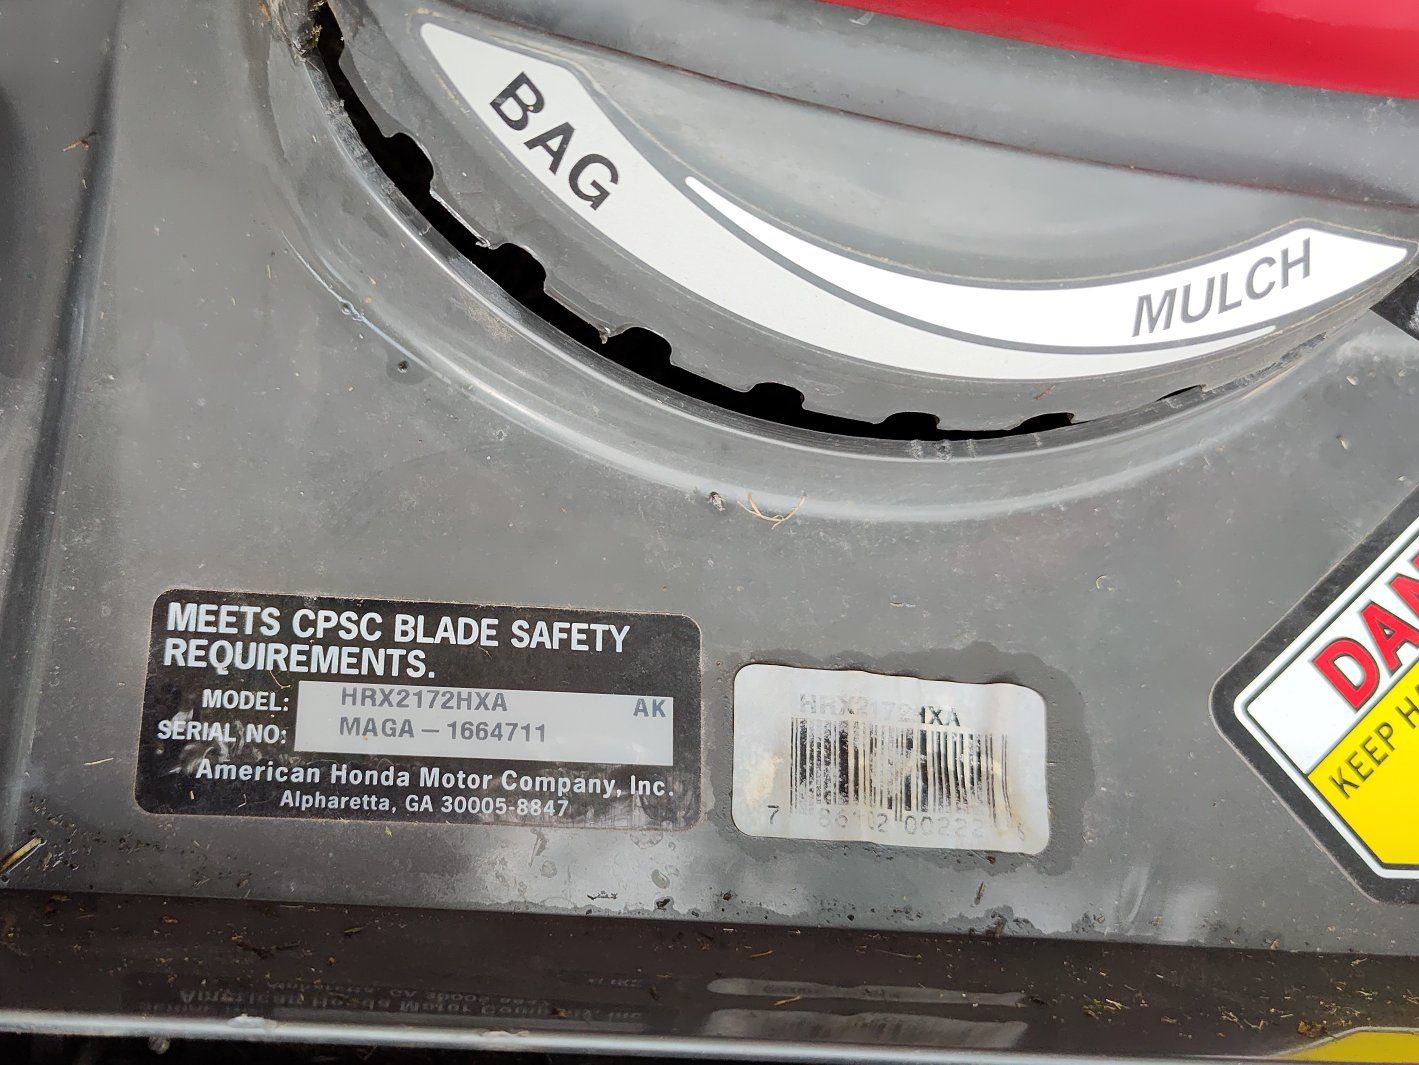 BAG
MULCH
MEETS CPSC BLADE SAFETY
REQUIREMENTS.
MODEL: HRX2172HXA AK
SERIAL NO: MAGA – 1664711
American Honda Motor Company, Inc.
Alpharetta, GA 30005-8847
HRX2172HXA
DAN
KEEP HA